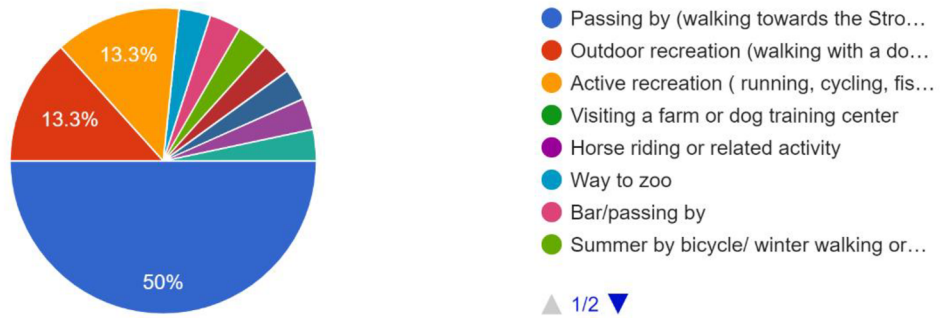 13.3%
13.3%
50%
Passing by (walking towards the Stro…
Outdoor recreation (walking with a do…
Active recreation ( running, cycling, fis…
Visiting a farm or dog training center
Horse riding or related activity
Way to zoo
Bar/passing by
Summer by bicycle/ winter walking or…
1/2